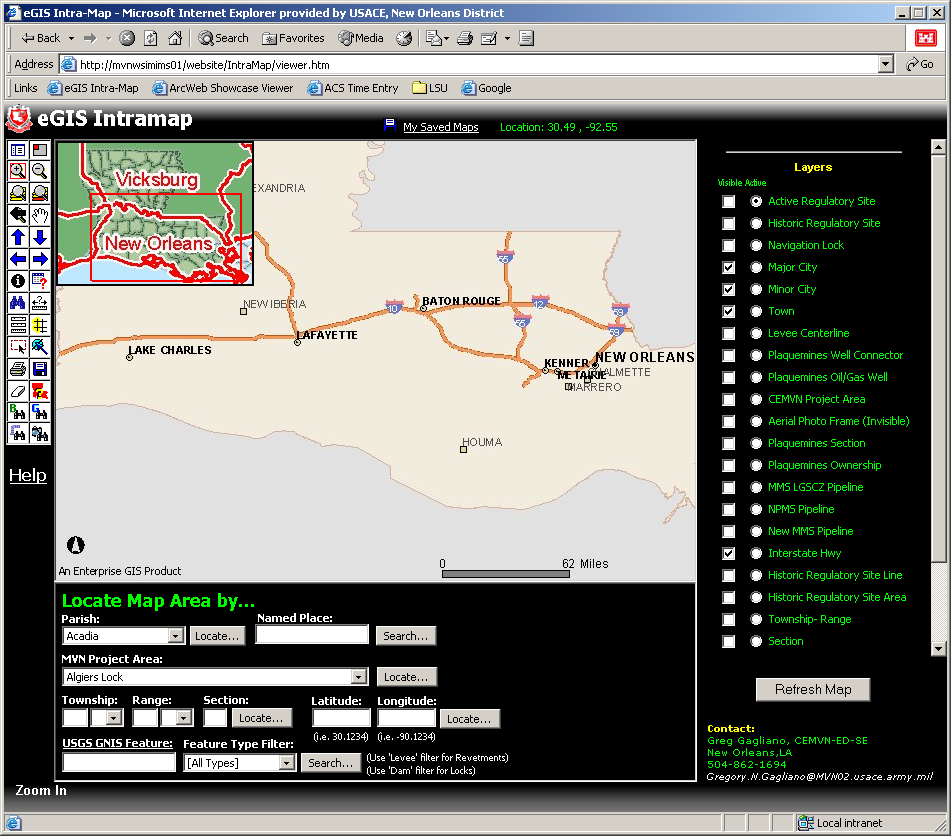 eGIS Intra-Map - Microsoft Internet Explorer provided by USACE, New Orleans District
Back Search Favorites Media
Address http://mvnwsimims01/website/IntraMap/viewer.htm Go
Links eGIS Intra-Map ArcWeb Showcase Viewer ACS Time Entry LSU Google
eGIS Intramap
My Saved Maps Location: 30.49 , -92.55
Vicksburg
New Orleans
EXANDRIA
55
NEW IBERIA
10
BATON ROUGE
12
59
55
59
LAFAYETTE
LAKE CHARLES
KENNER
NEW ORLEANS
METAIRIE
ALMETTE
MARRERO
HOUMA
0 62 Miles
An Enterprise GIS Product
Help
Layers
Visible Active
Active Regulatory Site
Historic Regulatory Site
Navigation Lock
Major City
Minor City
Town
Levee Centerline
Plaquemines Well Connector
Plaquemines Oil/Gas Well
CEMVN Project Area
Aerial Photo Frame (Invisible)
Plaquemines Section
Plaquemines Ownership
MMS LGSCZ Pipeline
NPMS Pipeline
New MMS Pipeline
Interstate Hwy
Historic Regulatory Site Line
Historic Regulatory Site Area
Township- Range
Section
Refresh Map
Contact:
Greg Gagliano, CEMVN-ED-SE
New Orleans,LA
504-862-1694
Gregory.N.Gagliano@MVN02.usace.army.mil
Locate Map Area by...
Parish: Named Place:
Acadia Locate... Search...
MVN Project Area:
Algiers Lock Locate...
Township: Range: Section: Latitude: Longitude:
Locate... Locate...
(i.e. 30.1234) (i.e. -90.1234)
USGS GNIS Feature: Feature Type Filter:
[All Types] Search... (Use 'Levee' filter for Revetments)
(Use 'Dam' filter for Locks)
Zoom In
Local intranet